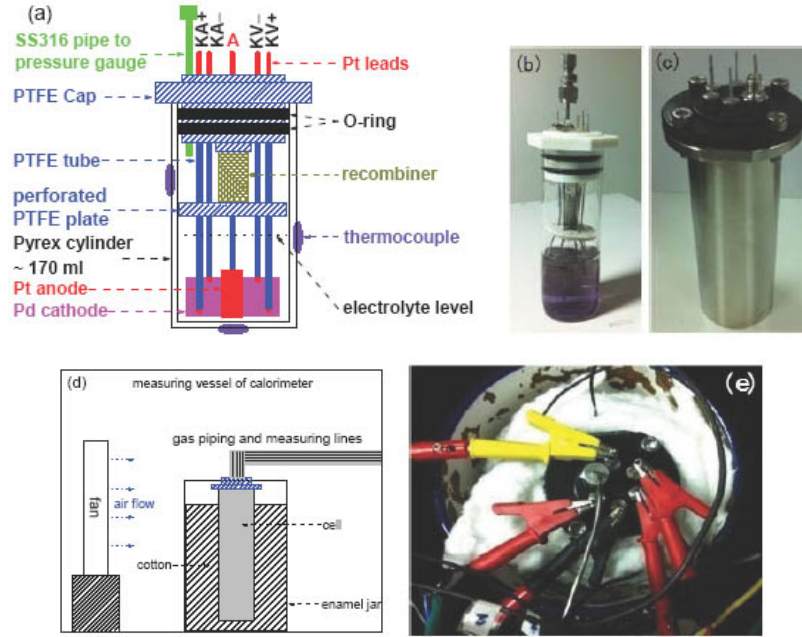 (a)
KA+
KA−
A
KV−
KV+
SS316 pipe to
pressure gauge
Pt leads
PTFE Cap
O-ring
PTFE tube
recombiner
perforated
PTFE plate
thermocouple
Pyrex cylinder
~ 170 ml
Pt anode
electrolyte level
Pd cathode
(b)
(c)
(d)
measuring vessel of calorimeter
gas piping and measuring lines
fan
air flow
cell
cotton
enamel jar
(e)